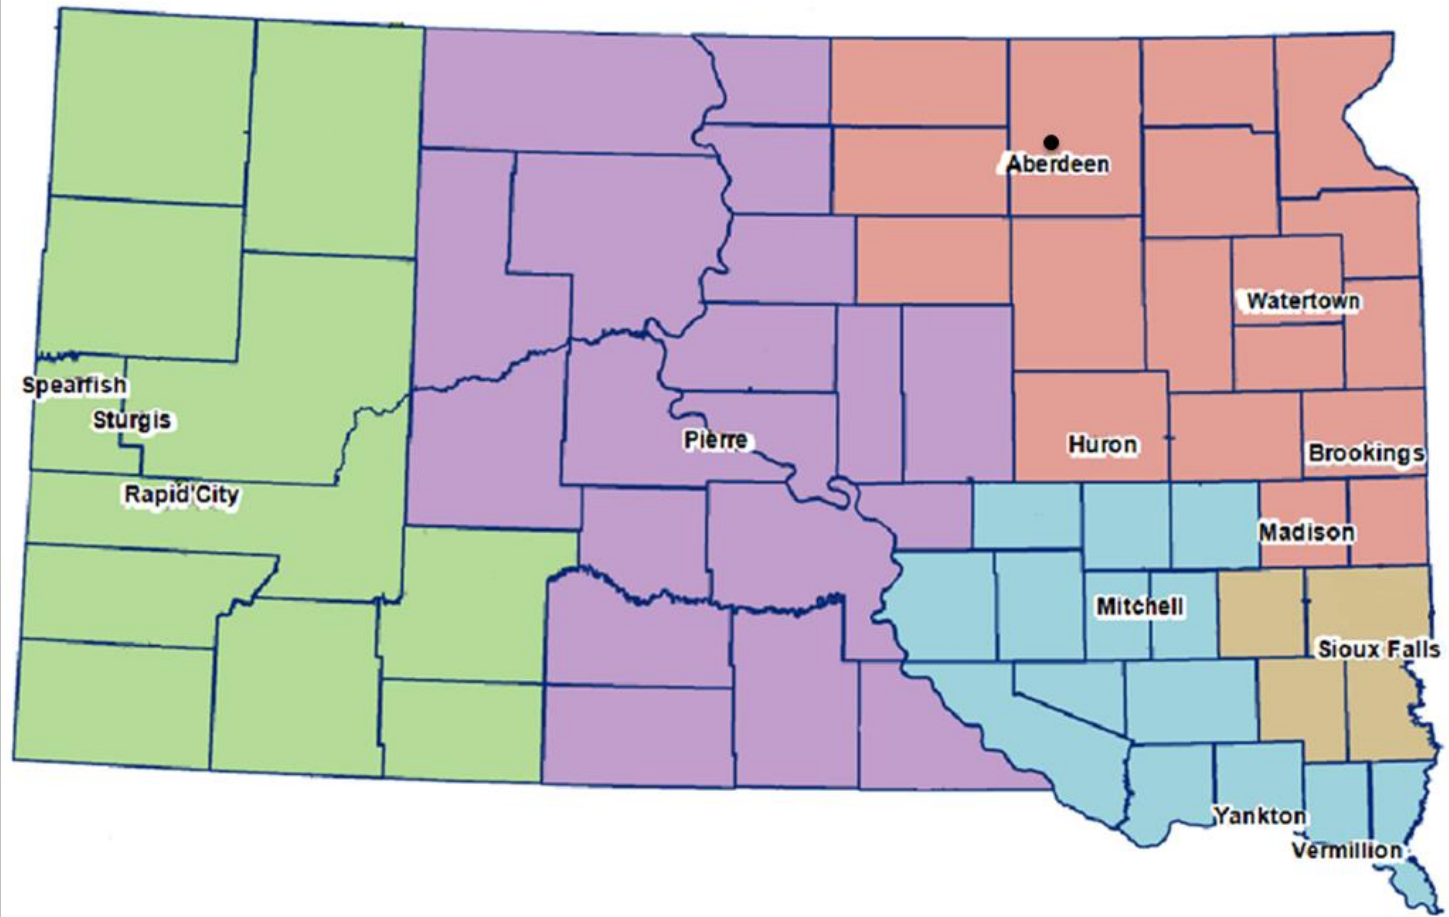 Aberdeen
Watertown
Spearfish
Sturgis
Pierre
Huron
Brookings
Rapid City
Madison
Mitchell
Sioux Falls
Yankton
Vermillion